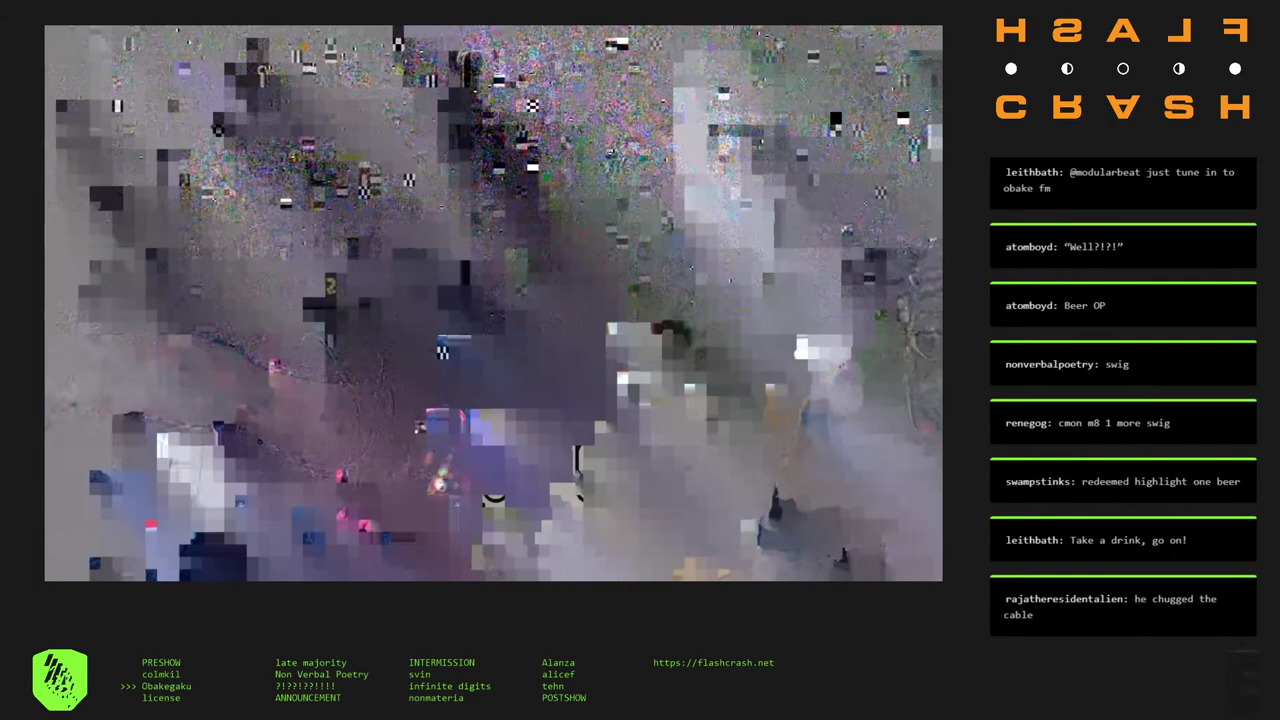 FLASH
CRASH
leithbath: @modularbeat just tune in to
obake fm
atomboyd: “Well?!?!”
atomboyd: Beer OP
nonverbalpoetry: swig
renegog: cmon m8 1 more swig
swampstinks: redeemed highlight one beer
leithbath: Take a drink, go on!
rajatheresidentalien: he chugged the
cable
PRESHOW
colmkil
>>> Obakegaku
license
late majority
Non Verbal Poetry
?!??!??!!!!
ANNOUNCEMENT
INTERMISSION
svin
infinite digits
nonmateria
Alanza
alicef
tehn
POSTSHOW
https://flashcrash.net